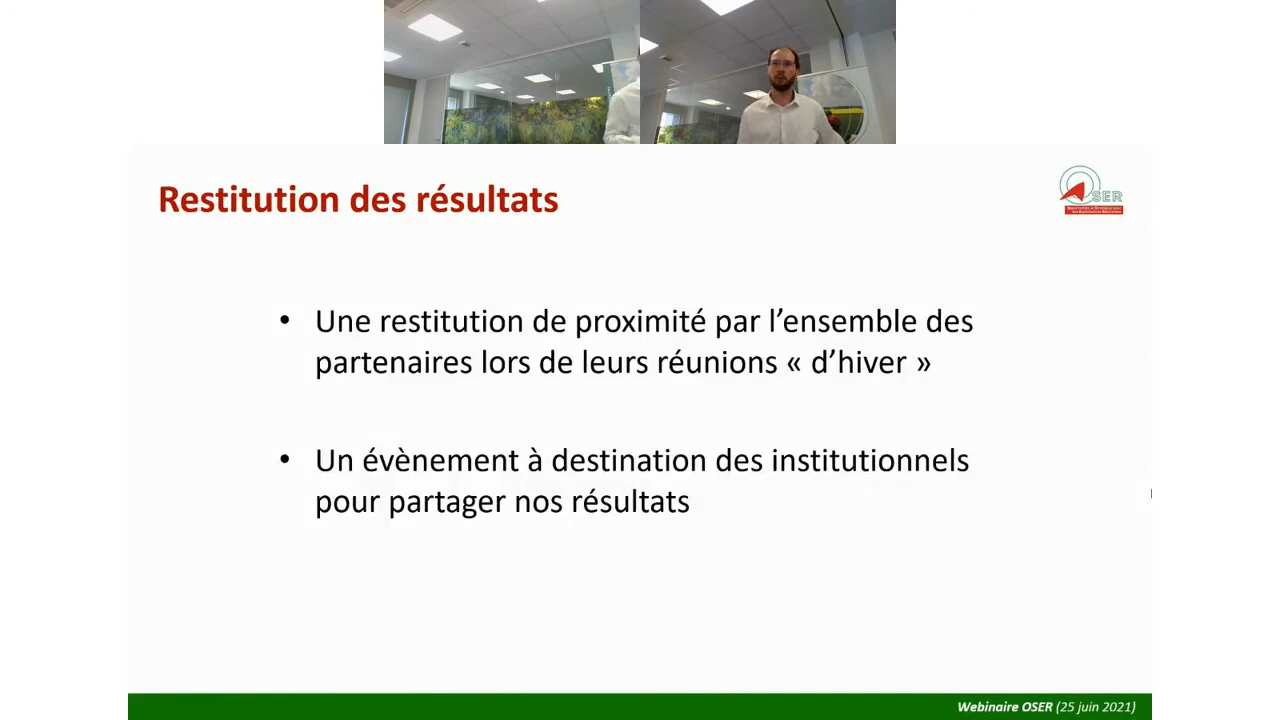 Restitution des résultats
OSER
• Une restitution de proximité par l’ensemble des
partenaires lors de leurs réunions « d’hiver »
• Un évènement à destination des institutionnels
pour partager nos résultats
Webinaire OSER (25 juin 2021)